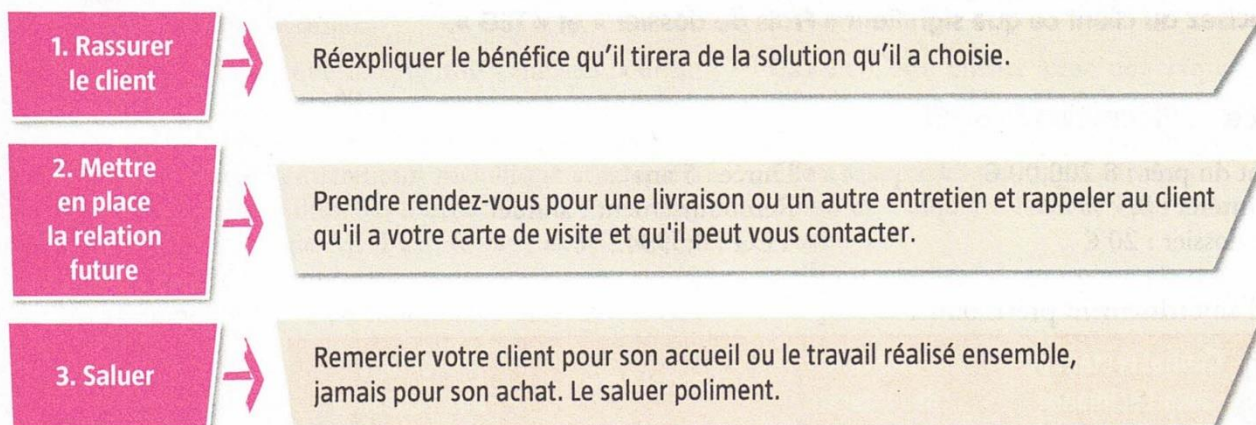 1. Rassurer
le client
Réexpliquer le bénéfice qu'il tirera de la solution qu'il a choisie.
2. Mettre
en place
la relation
future
Prendre rendez-vous pour une livraison ou un autre entretien et rappeler au client
qu'il a votre carte de visite et qu'il peut vous contacter.
3. Saluer
Remercier votre client pour son accueil ou le travail réalisé ensemble,
jamais pour son achat. Le saluer poliment.